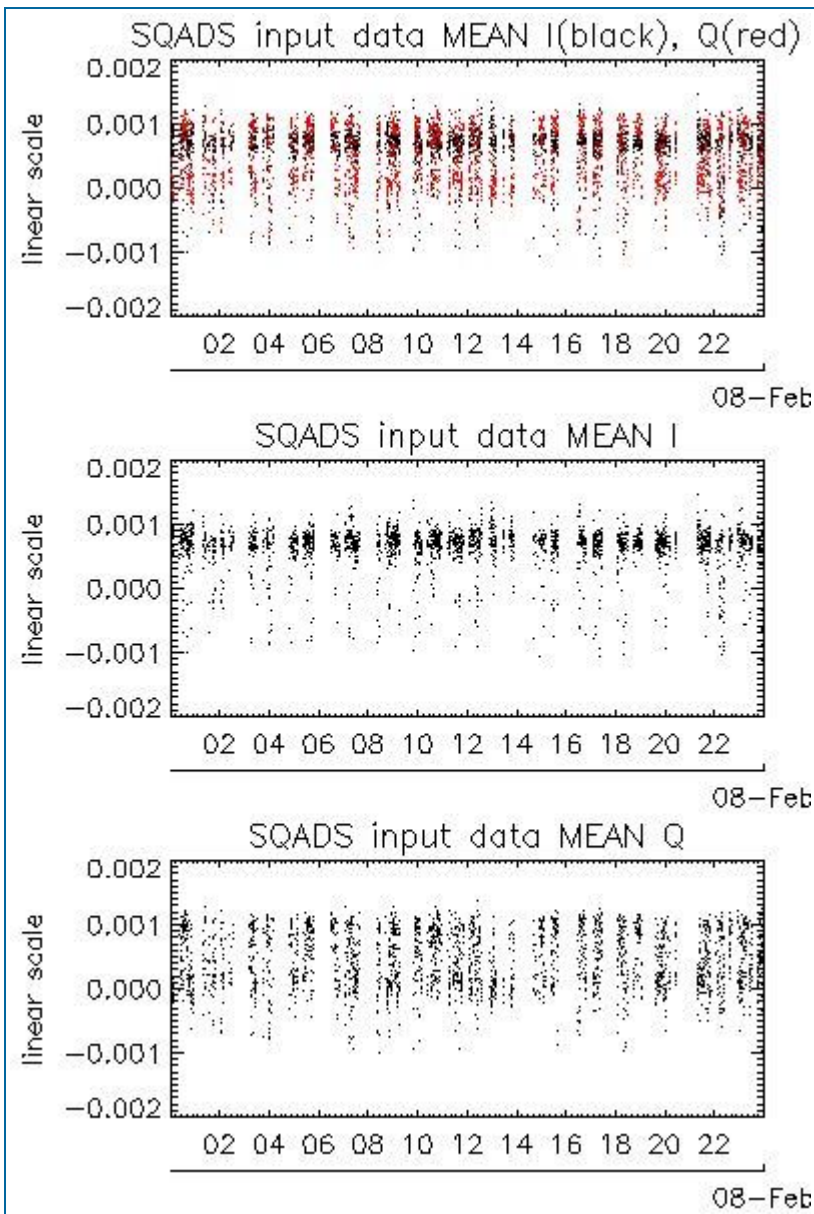 SQADS input data MEAN I(black), Q(red)
0.002
0.001
0.000
-0.001
-0.002
linear scale
02 04 06 08 10 12 14 16 18 20 22
08-Feb
SQADS input data MEAN I
0.002
0.001
0.000
-0.001
-0.002
linear scale
02 04 06 08 10 12 14 16 18 20 22
08-Feb
SQADS input data MEAN Q
0.002
0.001
0.000
-0.001
-0.002
linear scale
02 04 06 08 10 12 14 16 18 20 22
08-Feb